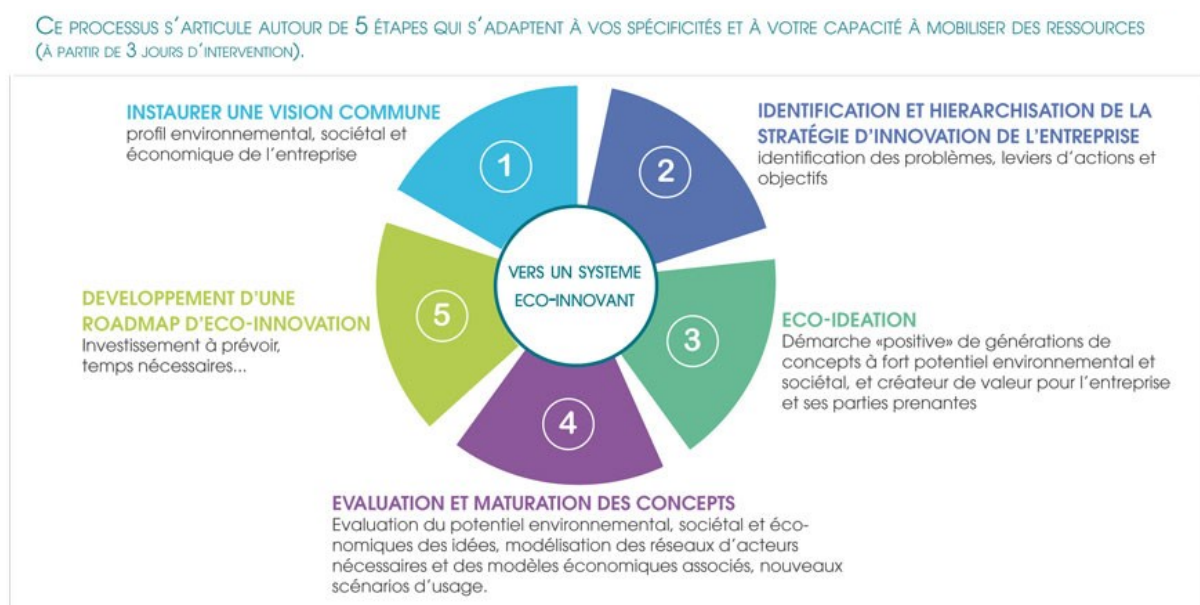 CE PROCESSUS S'ARTICULE AUTOUR DE 5 ÉTAPES QUI S'ADAPTENT À VOS SPÉCIFICITÉS ET À VOTRE CAPACITÉ À MOBILISER DES RESSOURCES
(À PARTIR DE 3 JOURS D'INTERVENTION).
INSTAURER UNE VISION COMMUNE
profil environnemental, sociétal et
économique de l'entreprise
1
2
IDENTIFICATION ET HIERARCHISATION DE LA
STRATÉGIE D'INNOVATION DE L'ENTREPRISE
identification des problèmes, leviers d'actions et
objectifs
VERS UN SYSTEME
ECO-INNOVANT
3
ECO-IDEATION
Démarche «positive» de générations de
concepts à fort potentiel environnemental et
sociétal, et créateur de valeur pour l'entreprise
et ses parties prenantes
4
EVALUATION ET MATURATION DES CONCEPTS
Evaluation du potentiel environnemental, sociétal et éco-
nomiques des idées, modélisation des réseaux d'acteurs
nécessaires et des modèles économiques associés, nouveaux
scénarios d'usage.
5
DEVELOPPEMENT D'UNE
ROADMAP D'ECO-INNOVATION
Investissement à prévoir,
temps nécessaires...